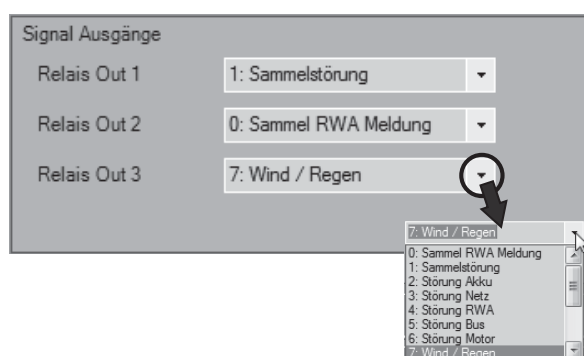 Signal Ausgänge
Relais Out 1 1: Sammelstörung
Relais Out 2 0: Sammel RWA Meldung
Relais Out 3 7: Wind / Regen
7: Wind / Regen
0: Sammel RWA Meldung
1: Sammelstörung
2: Störung Akku
3: Störung Netz
4: Störung RWA
5: Störung Bus
6: Störung Motor
7: Wind / Regen